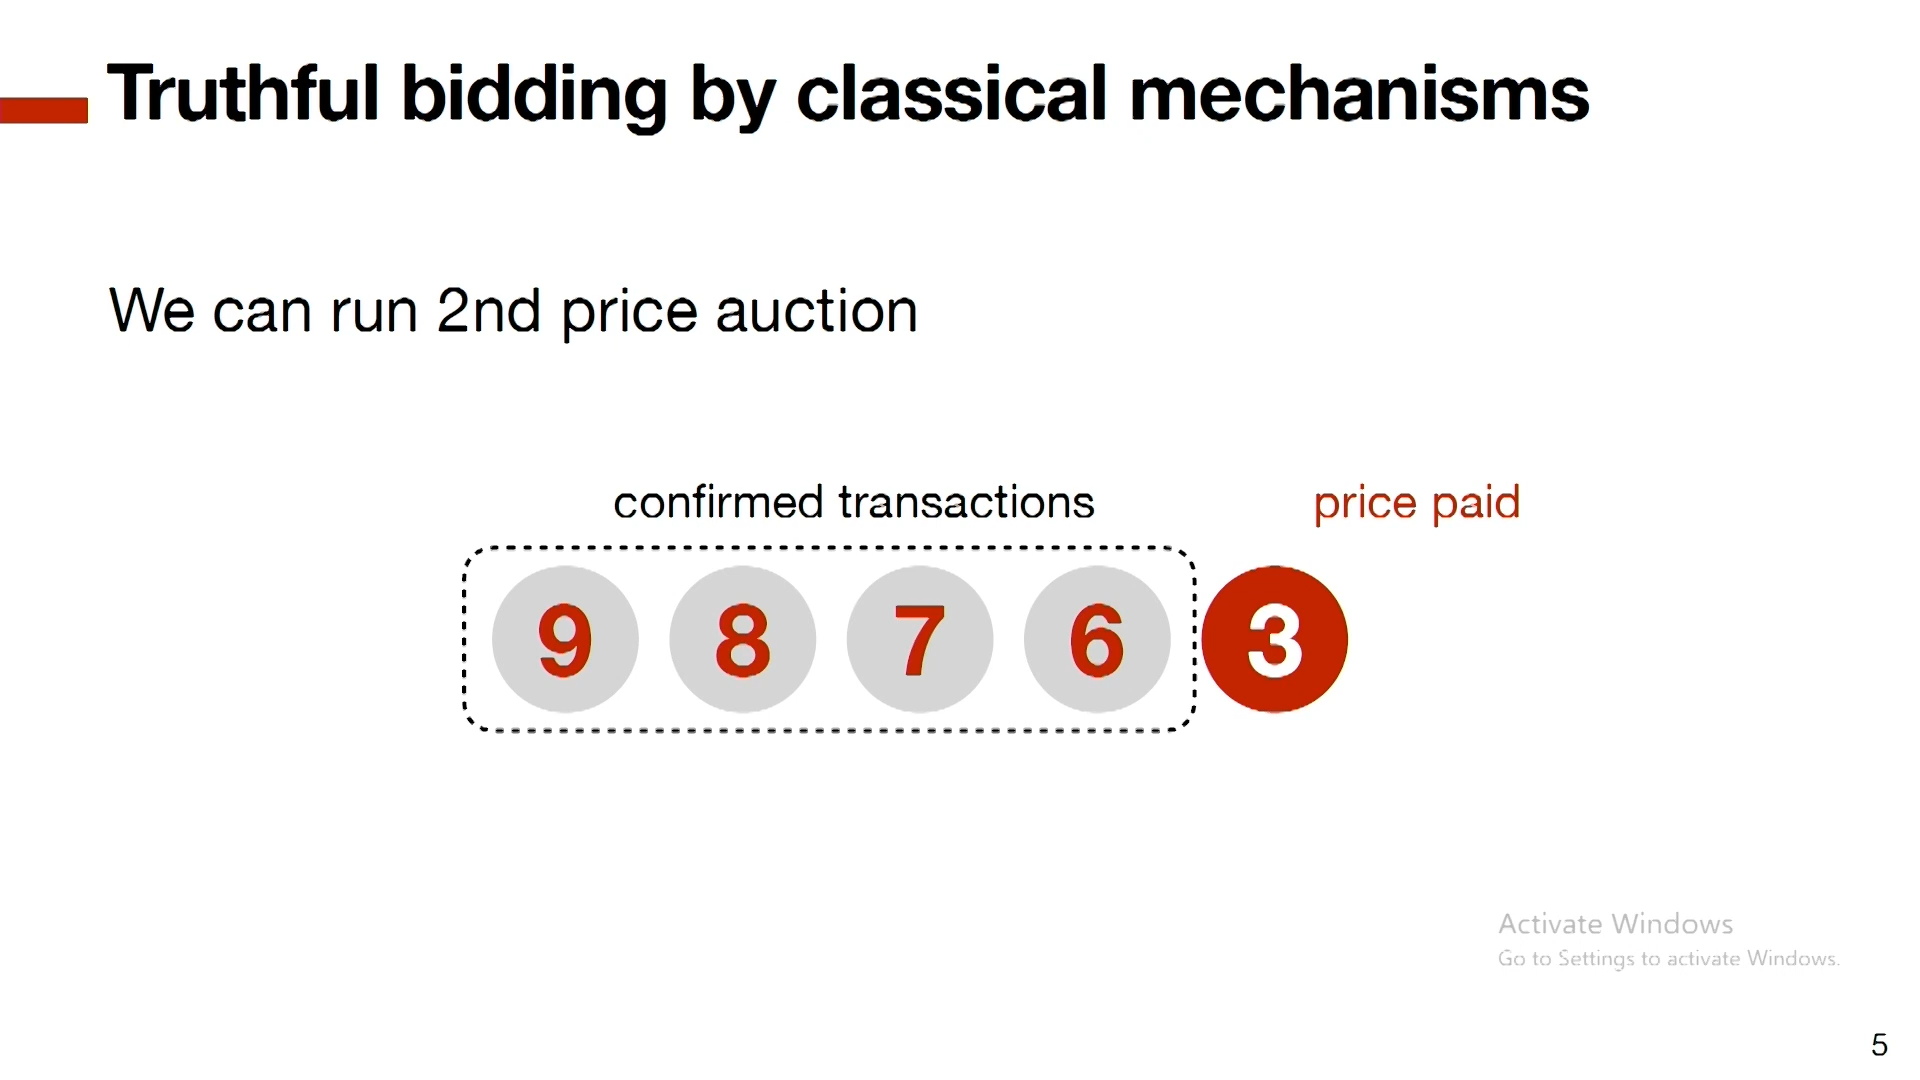 Truthful bidding by classical mechanisms
We can run 2nd price auction
confirmed transactions price paid
9 8 7 6 3
Activate Windows
Go to Settings to activate Windows.
5